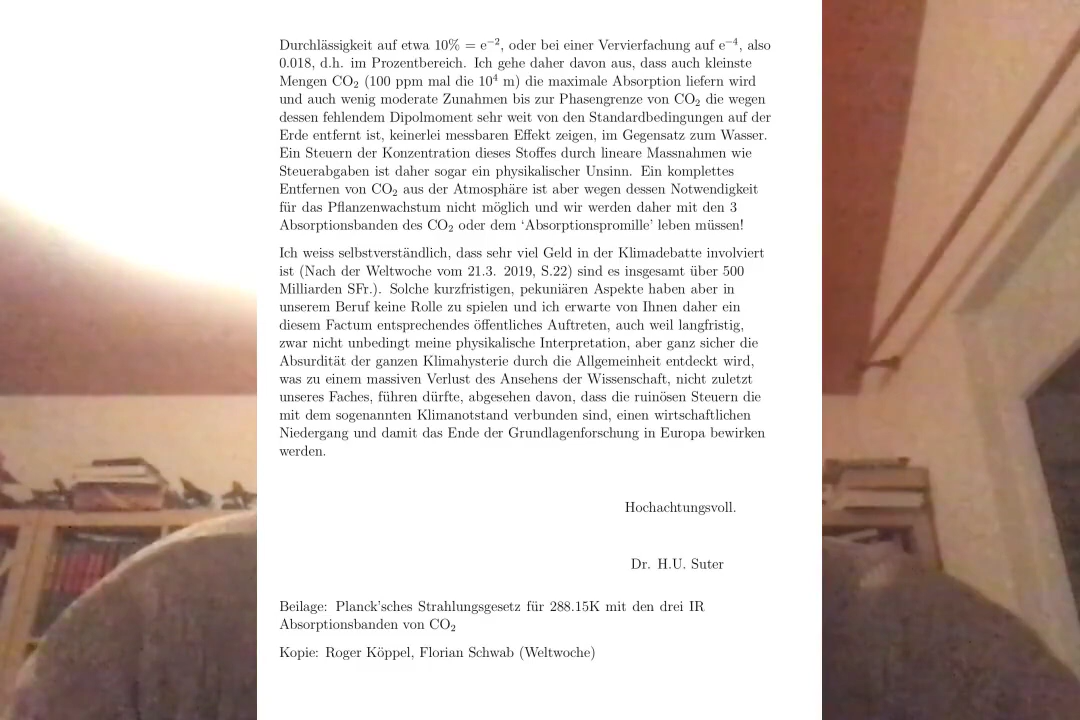 Durchlässigkeit auf etwa 10% = e⁻², oder bei einer Vervierfachung auf e⁻⁴, also
0.018, d.h. im Prozentbereich. Ich gehe daher davon aus, dass auch kleinste
Mengen CO₂ (100 ppm mal die 10⁴ m) die maximale Absorption liefern wird
und auch wenig moderate Zunahmen bis zur Phasengrenze von CO₂ die wegen
dessen fehlendem Dipolmoment sehr weit von den Standardbedingungen auf der
Erde entfernt ist, keinerlei messbaren Effekt zeigen, im Gegensatz zum Wasser.
Ein Steuern der Konzentration dieses Stoffes durch lineare Massnahmen wie
Steuerabgaben ist daher sogar ein physikalischer Unsinn. Ein komplettes
Entfernen von CO₂ aus der Atmosphäre ist aber wegen dessen Notwendigkeit
für das Pflanzenwachstum nicht möglich und wir werden daher mit den 3
Absorptionsbanden des CO₂ oder dem ‘Absorptionspromille’ leben müssen!
Ich weiss selbstverständlich, dass sehr viel Geld in der Klimadebatte involviert
ist (Nach der Weltwoche vom 21.3. 2019, S.22) sind es insgesamt über 500
Milliarden SFr.). Solche kurzfristigen, pekuniären Aspekte haben aber in
unserem Beruf keine Rolle zu spielen und ich erwarte von Ihnen daher ein
diesem Factum entsprechendes öffentliches Auftreten, auch weil langfristig,
zwar nicht unbedingt meine physikalische Interpretation, aber ganz sicher die
Absurdität der ganzen Klimahysterie durch die Allgemeinheit entdeckt wird,
was zu einem massiven Verlust des Ansehens der Wissenschaft, nicht zuletzt
unseres Faches, führen dürfte, abgesehen davon, dass die ruinösen Steuern die
mit dem sogenannten Klimanotstand verbunden sind, einen wirtschaftlichen
Niedergang und damit das Ende der Grundlagenforschung in Europa bewirken
werden.
Hochachtungsvoll.
Dr. H.U. Suter
Beilage: Planck’sches Strahlungsgesetz für 288.15K mit den drei IR
Absorptionsbanden von CO₂
Kopie: Roger Köppel, Florian Schwab (Weltwoche)